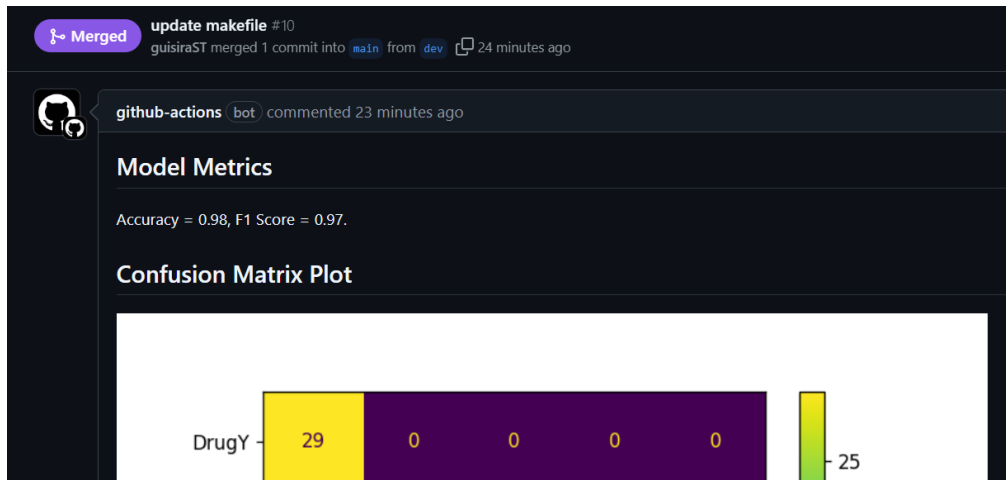 Merged
update makefile #10
guisiraST merged 1 commit into main from dev 24 minutes ago
github-actions bot commented 23 minutes ago
Model Metrics
Accuracy = 0.98, F1 Score = 0.97.
Confusion Matrix Plot
DrugY 29 0 0 0 0
25